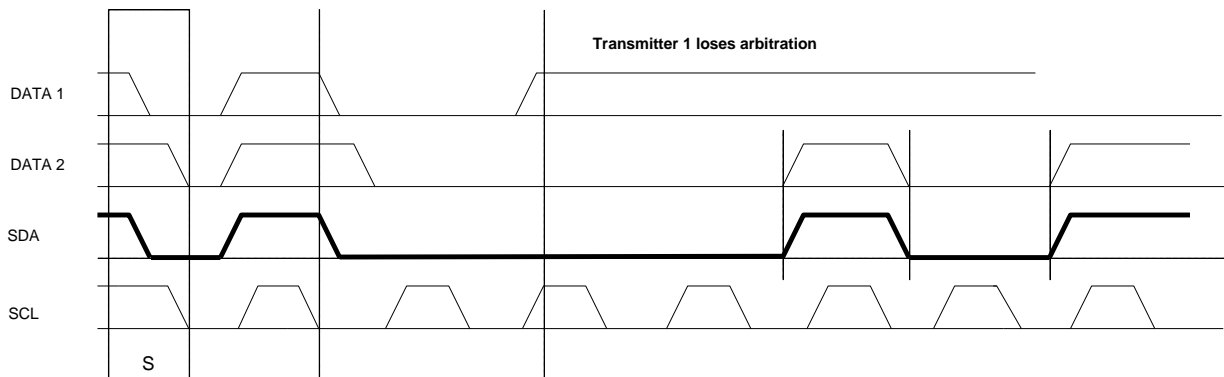 Transmitter 1 loses arbitration
DATA 1
DATA 2
SDA
SCL
S